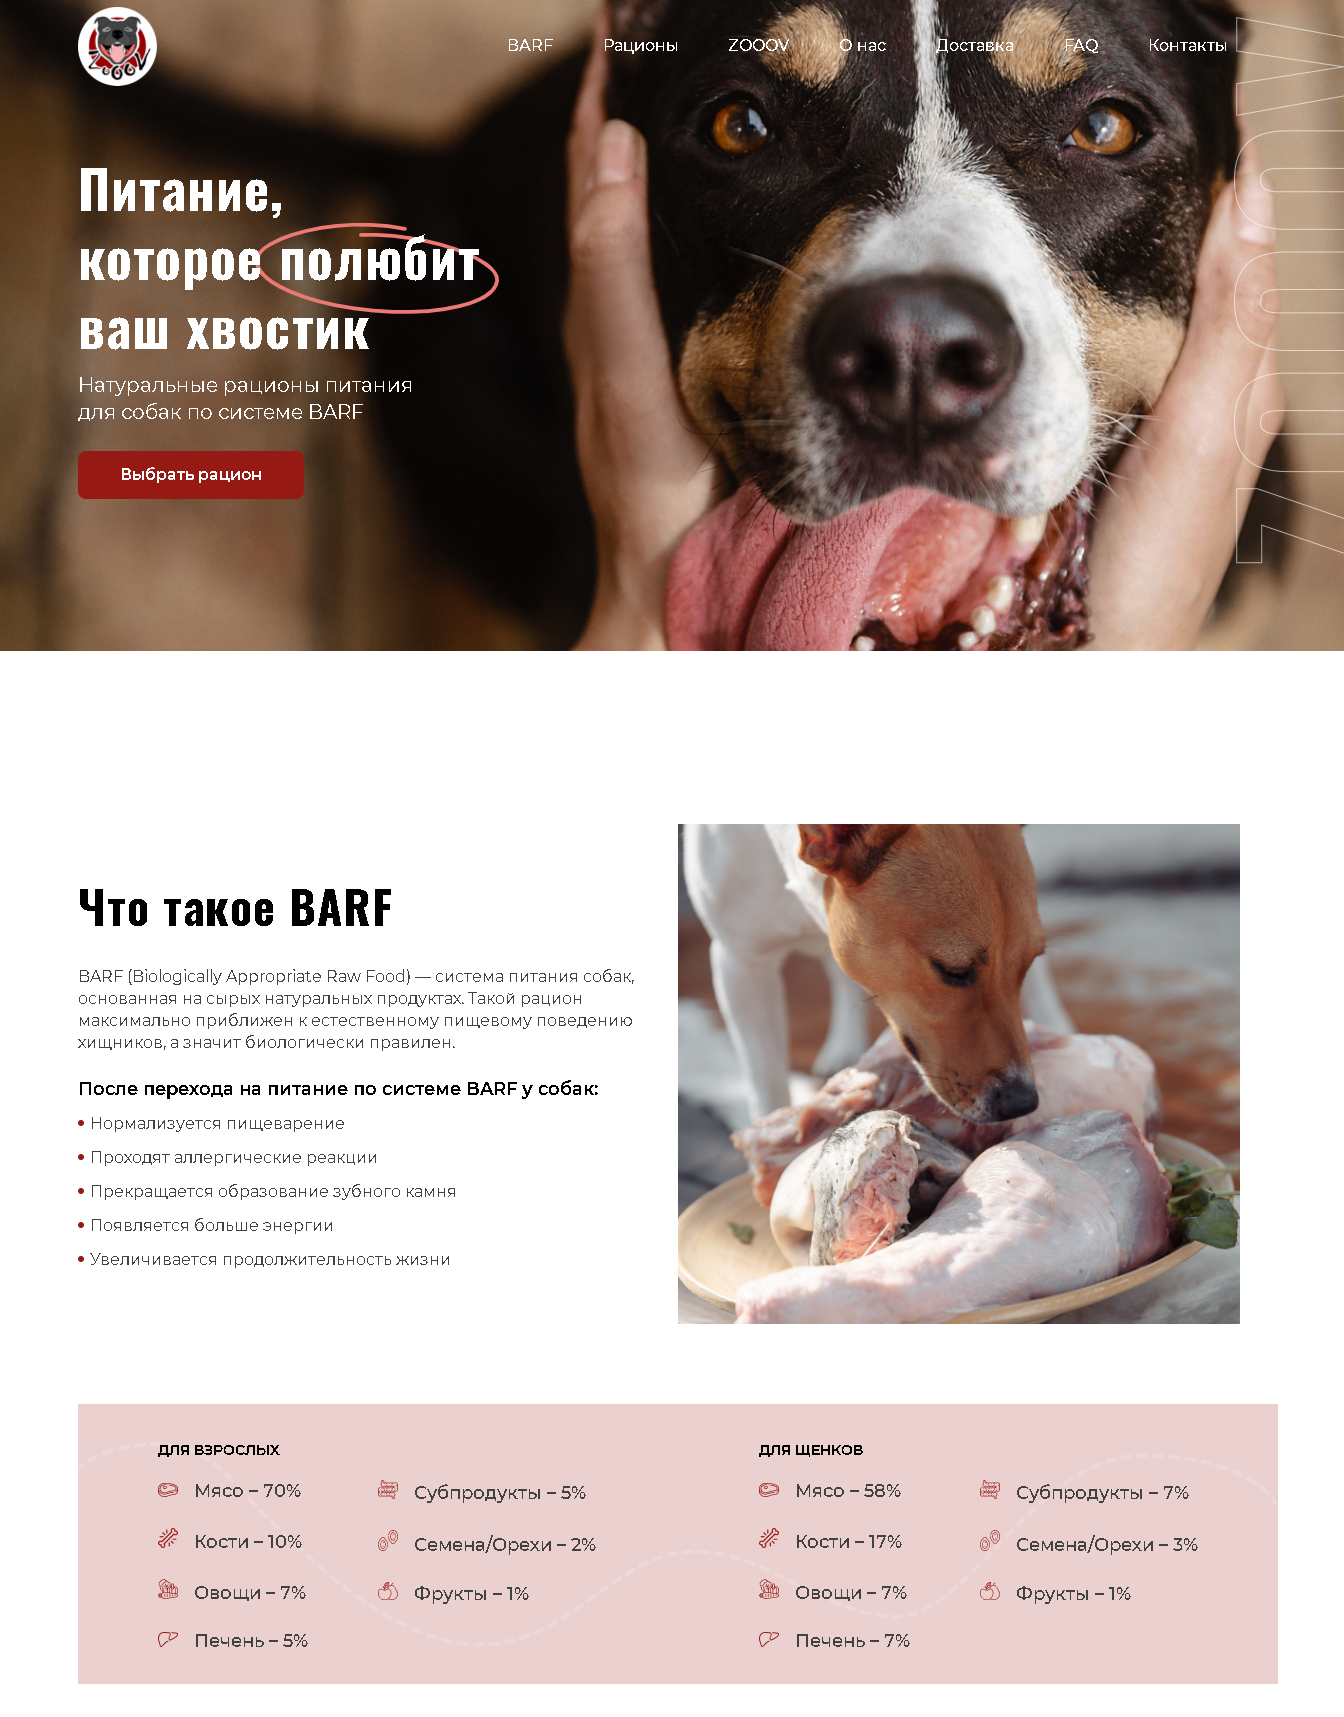 ZOOOV
BARF Рационы ZOOOV О нас Доставка FAQ Контакты
ZOOOV
Питание,
которое полюбит
ваш хвостик
Натуральные рационы питания
для собак по системе BARF
Выбрать рацион
Что такое BARF
BARF (Biologically Appropriate Raw Food) — система питания собак,
основанная на сырых натуральных продуктах. Такой рацион
максимально приближен к естественному пищевому поведению
хищников, а значит биологически правилен.
После перехода на питание по системе BARF у собак:
Нормализуется пищеварение
Проходят аллергические реакции
Прекращается образование зубного камня
Появляется больше энергии
Увеличивается продолжительность жизни
ДЛЯ ВЗРОСЛЫХ
Мясо – 70%
Кости – 10%
Овощи – 7%
Печень – 5%
Субпродукты – 5%
Семена/Орехи – 2%
Фрукты – 1%
ДЛЯ ЩЕНКОВ
Мясо – 58%
Кости – 17%
Овощи – 7%
Печень – 7%
Субпродукты – 7%
Семена/Орехи – 3%
Фрукты – 1%